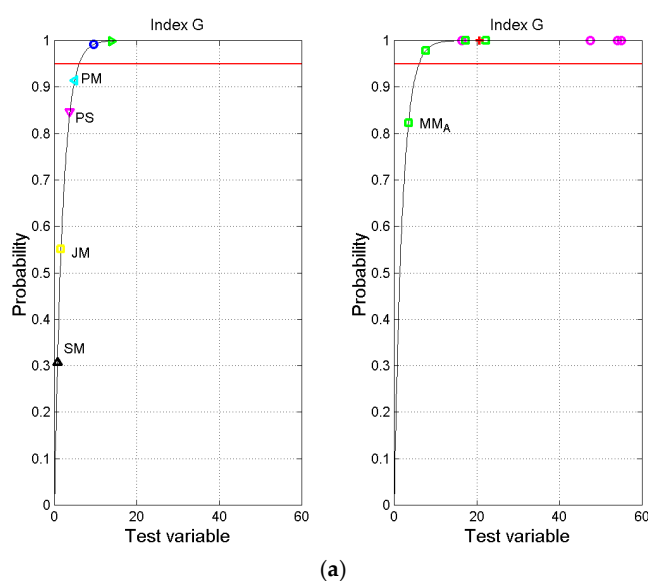 Index G
1
0.9
0.8
0.7
0.6
0.5
0.4
0.3
0.2
0.1
0
Probability
PM
PS
JM
SM
0 20 40 60
Test variable
Index G
1
0.9
0.8
0.7
0.6
0.5
0.4
0.3
0.2
0.1
0
Probability
MM_A
0 20 40 60
Test variable
(a)